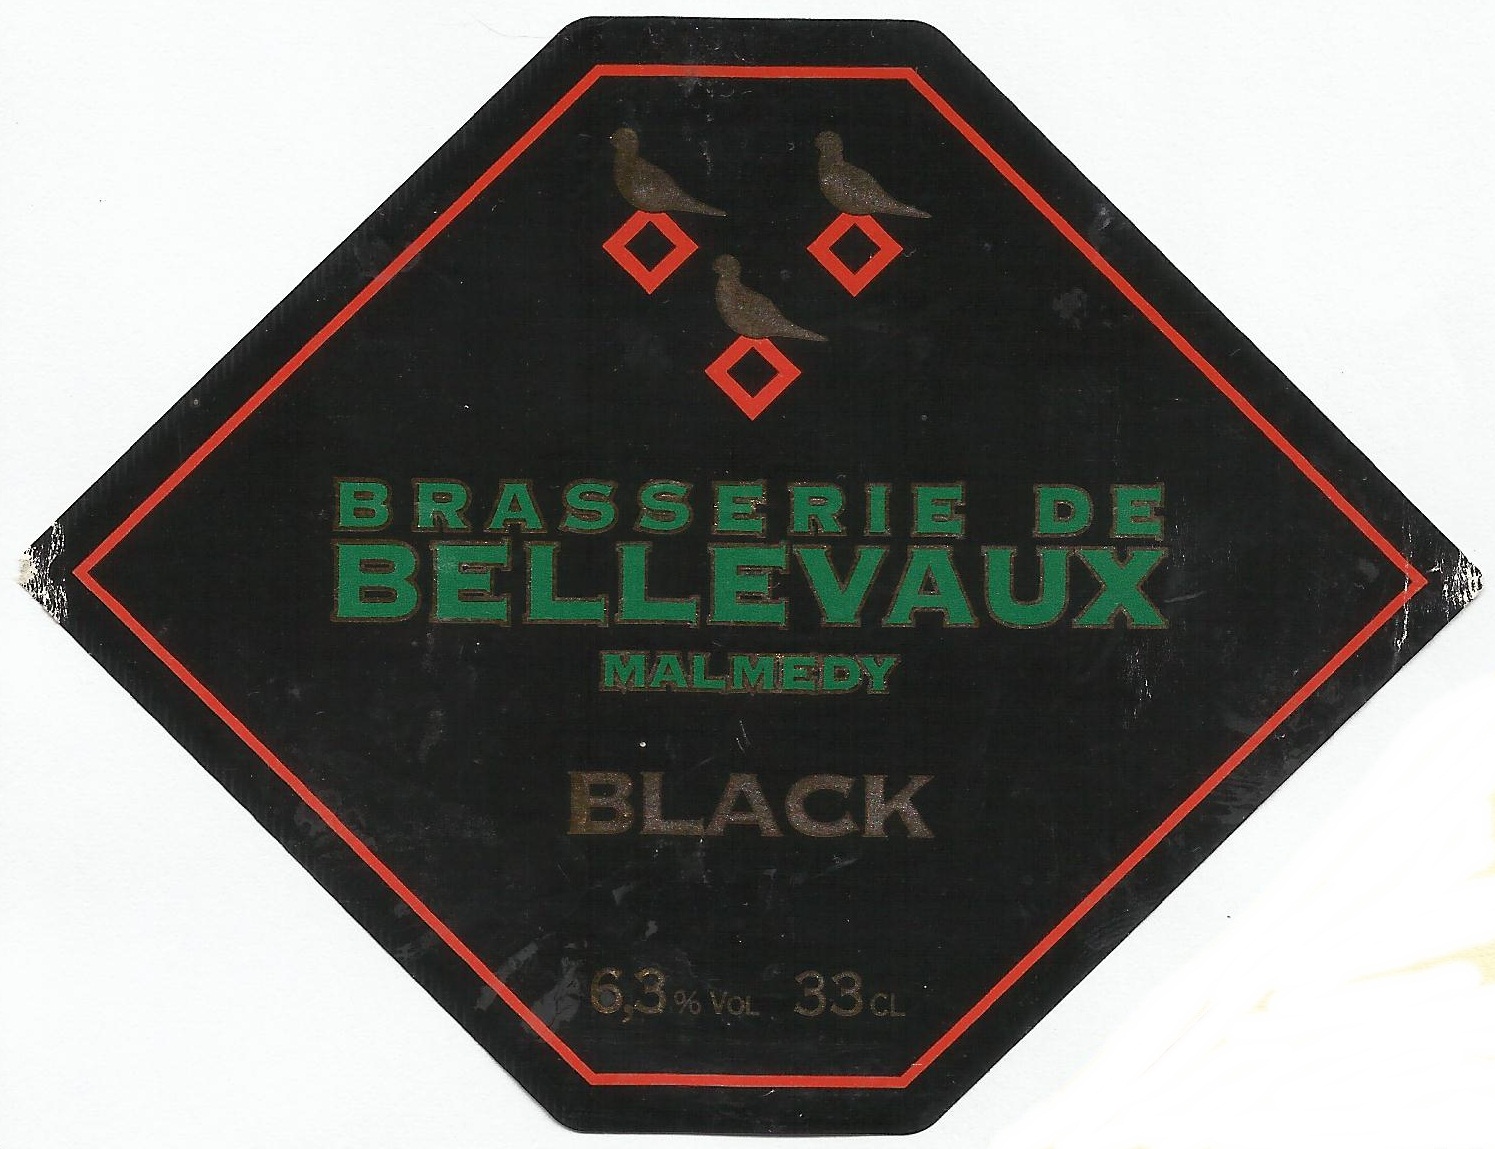 BRASSERIE DE
BELLEVAUX
MALMEDY
BLACK
6,3 % VOL 33 CL